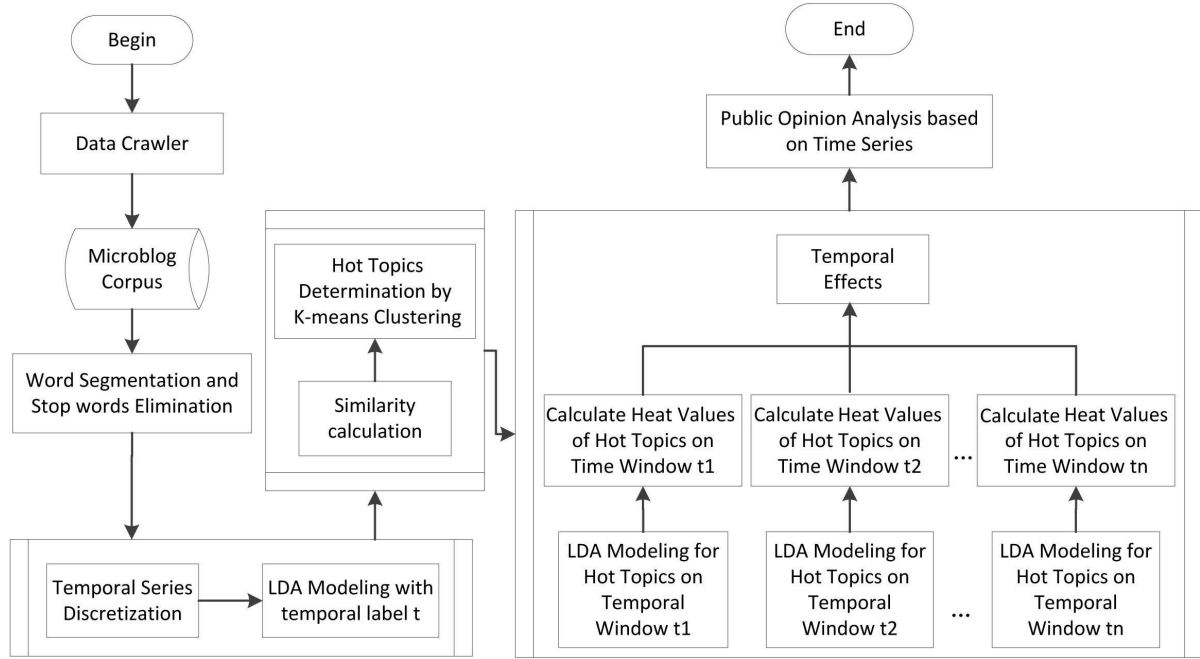 Begin
Data Crawler
Microblog
Corpus
Word Segmentation and
Stop words Elimination
Temporal Series
Discretization
LDA Modeling with
temporal label t
Hot Topics
Determination by
K-means Clustering
Similarity
calculation
End
Public Opinion Analysis based
on Time Series
Temporal
Effects
Calculate Heat Values
of Hot Topics on
Time Window t1
Calculate Heat Values
of Hot Topics on
Time Window t2
...
Calculate Heat Values
of Hot Topics on
Time Window tn
LDA Modeling for
Hot Topics on
Temporal
Window t1
LDA Modeling for
Hot Topics on
Temporal
Window t2
...
LDA Modeling for
Hot Topics on
Temporal
Window tn